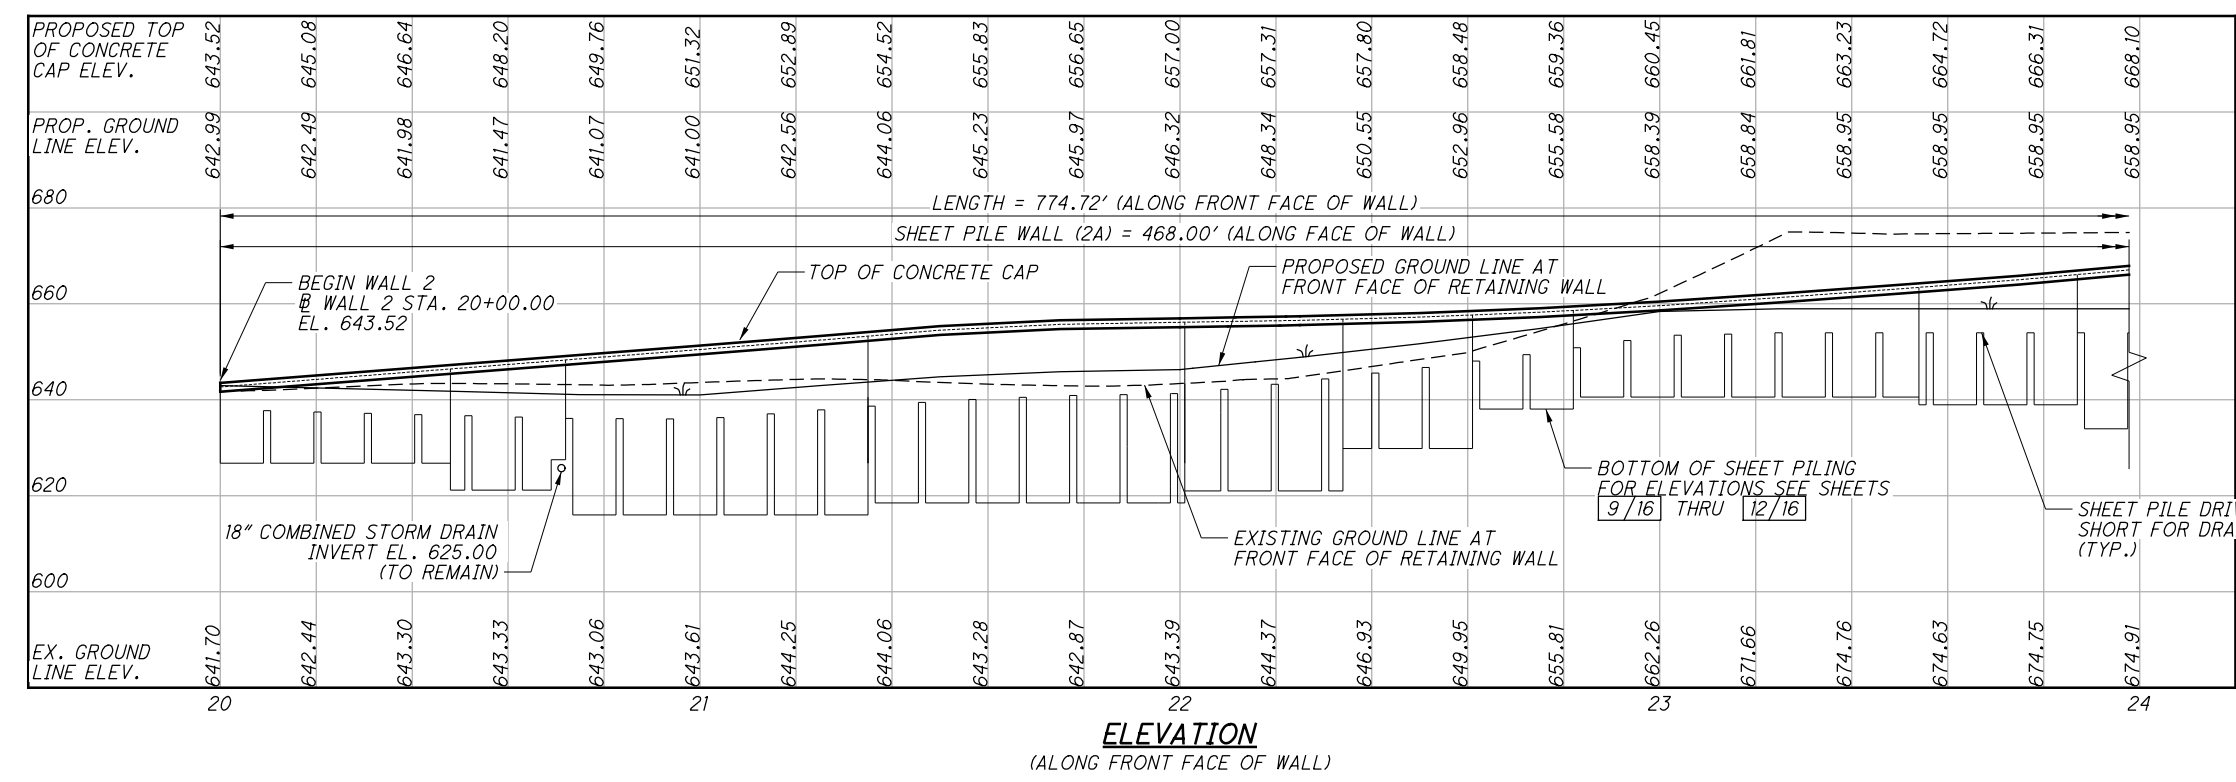 PROPOSED TOP
OF CONCRETE
CAP ELEV.
643.52 645.08 646.64 648.20 649.76 651.32 652.89 654.52 655.83 656.65 657.00 657.31 657.80 658.48 659.36 660.45 661.81 663.23 664.72 666.31 668.10
PROP. GROUND
LINE ELEV.
642.99 642.49 641.98 641.47 641.07 641.00 642.56 644.06 645.23 645.97 646.32 648.34 650.55 652.96 655.58 658.39 658.84 658.95 658.95 658.95 658.95
680
LENGTH = 774.72' (ALONG FRONT FACE OF WALL)
SHEET PILE WALL (2A) = 468.00' (ALONG FACE OF WALL)
BEGIN WALL 2
℄ WALL 2 STA. 20+00.00
EL. 643.52
TOP OF CONCRETE CAP
PROPOSED GROUND LINE AT
FRONT FACE OF RETAINING WALL
660
640
620
600
18" COMBINED STORM DRAIN
INVERT EL. 625.00
(TO REMAIN)
EXISTING GROUND LINE AT
FRONT FACE OF RETAINING WALL
BOTTOM OF SHEET PILING
FOR ELEVATIONS SEE SHEETS
9/16 THRU 12/16
SHEET PILE DRI
SHORT FOR DRA
(TYP.)
EX. GROUND
LINE ELEV.
641.70 642.44 643.30 643.33 643.06 643.61 644.25 644.06 643.28 642.87 643.39 644.37 646.93 649.95 655.81 662.26 671.66 674.76 674.63 674.75 674.91
20 21 22 23 24
ELEVATION
(ALONG FRONT FACE OF WALL)